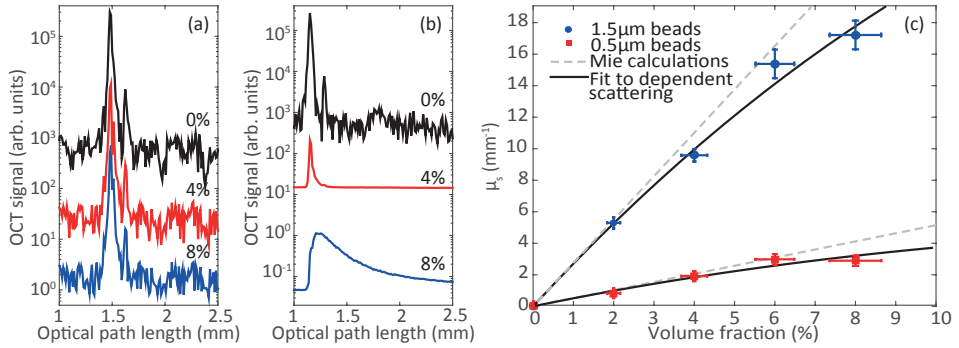 (a)
OCT signal (arb. units)
10⁵
10⁴
10³
10²
10¹
10⁰
0%
4%
8%
1
1.5
2
2.5
Optical path length (mm)
(b)
OCT signal (arb. units)
10⁵
10⁴
10³
10²
10¹
10⁰
10⁻¹
0%
4%
8%
1
1.5
2
2.5
Optical path length (mm)
(c)
1.5µm beads
0.5µm beads
Mie calculations
Fit to dependent
scattering
µₛ (mm⁻¹)
18
16
14
12
10
8
6
4
2
0
0 1 2 3 4 5 6 7 8 9 10
Volume fraction (%)